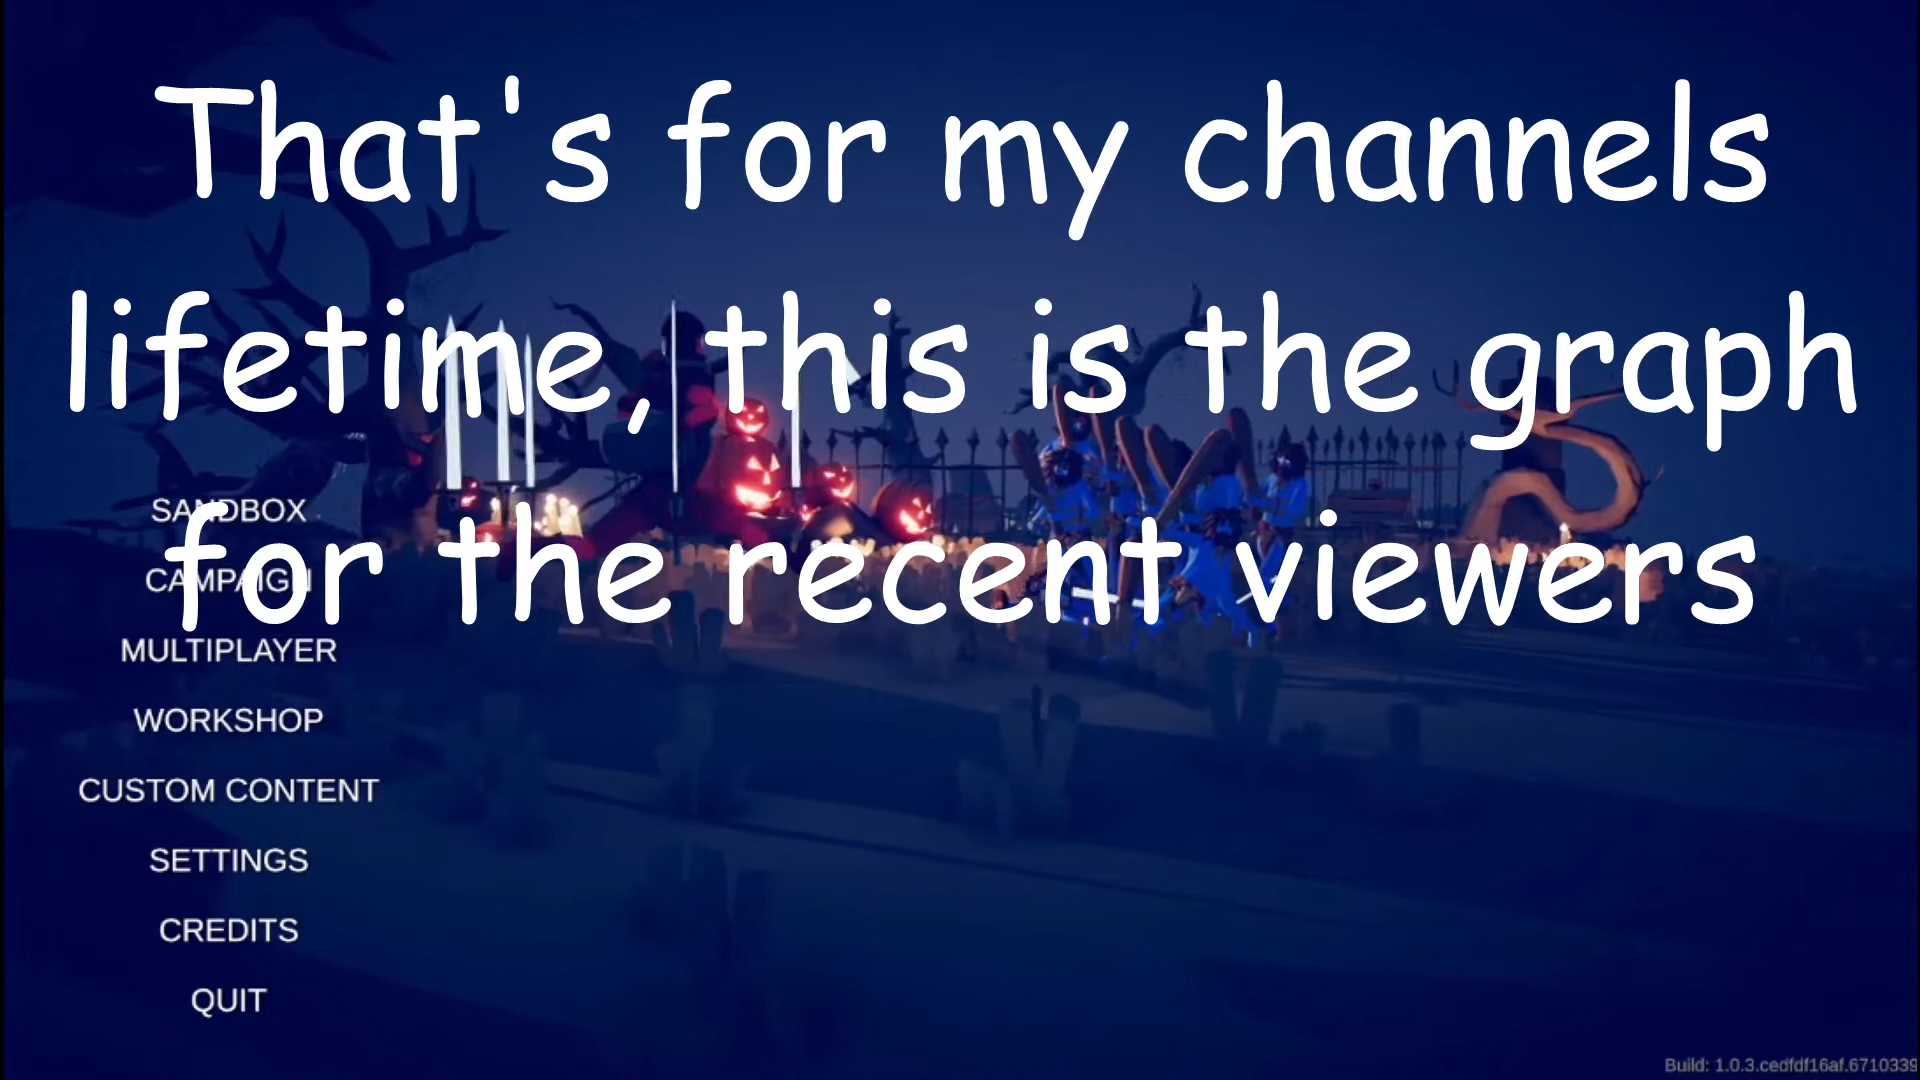 That's for my channels
lifetime, this is the graph
for the recent viewers
SANDBOX
CAMPAIGN
MULTIPLAYER
WORKSHOP
CUSTOM CONTENT
SETTINGS
CREDITS
QUIT
Build: 1.0.3.cedfdf16af.6710339